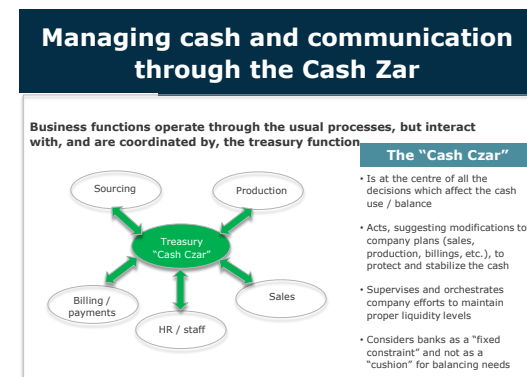 Managing cash and communication
through the Cash Zar
Business functions operate through the usual processes, but interact
with, and are coordinated by, the treasury function
The “Cash Czar”
Sourcing
Production
Treasury
“Cash Czar”
Billing /
payments
HR / staff
Sales
• Is at the centre of all the
decisions which affect the cash
use / balance
• Acts, suggesting modifications to
company plans (sales,
production, billings, etc.), to
protect and stabilize the cash
• Supervises and orchestrates
company efforts to maintain
proper liquidity levels
• Considers banks as a “fixed
constraint” and not as a
“cushion” for balancing needs